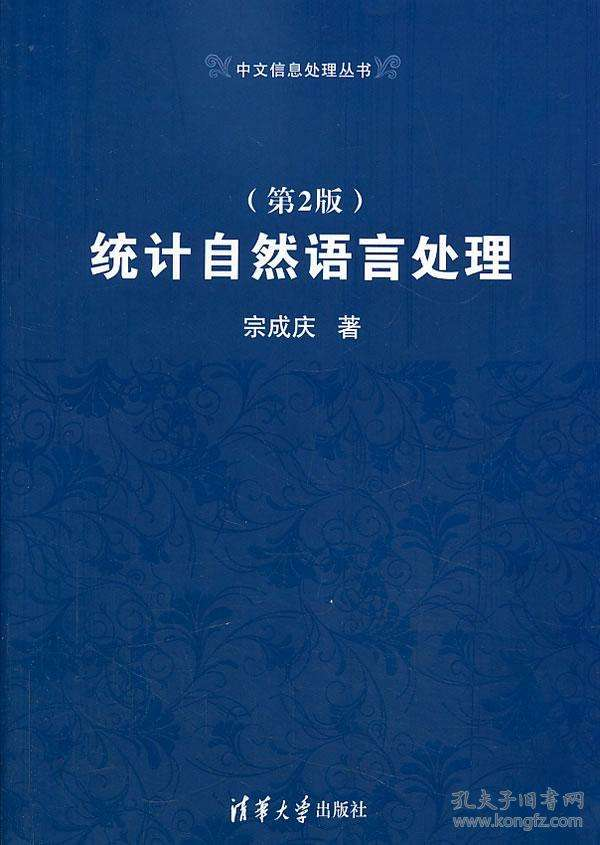 中文信息处理丛书
（第2版）
统计自然语言处理
宗成庆 著
清华大学出版社
孔夫子旧书网
www.kongfz.com